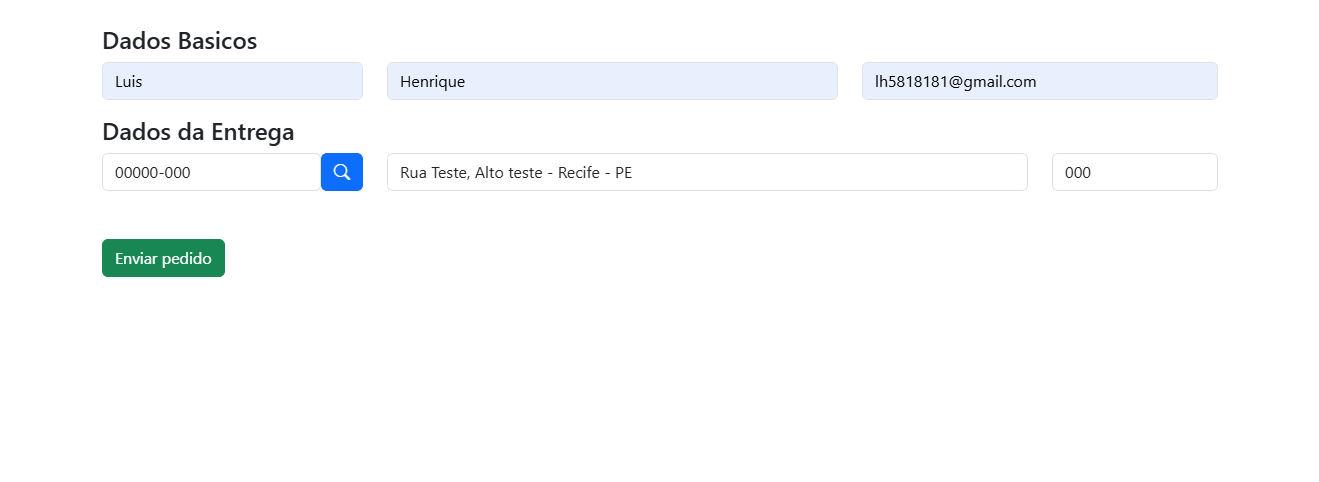 Dados Basicos
Luis Henrique lh5818181@gmail.com
Dados da Entrega
00000-000 Rua Teste, Alto teste - Recife - PE 000
Enviar pedido